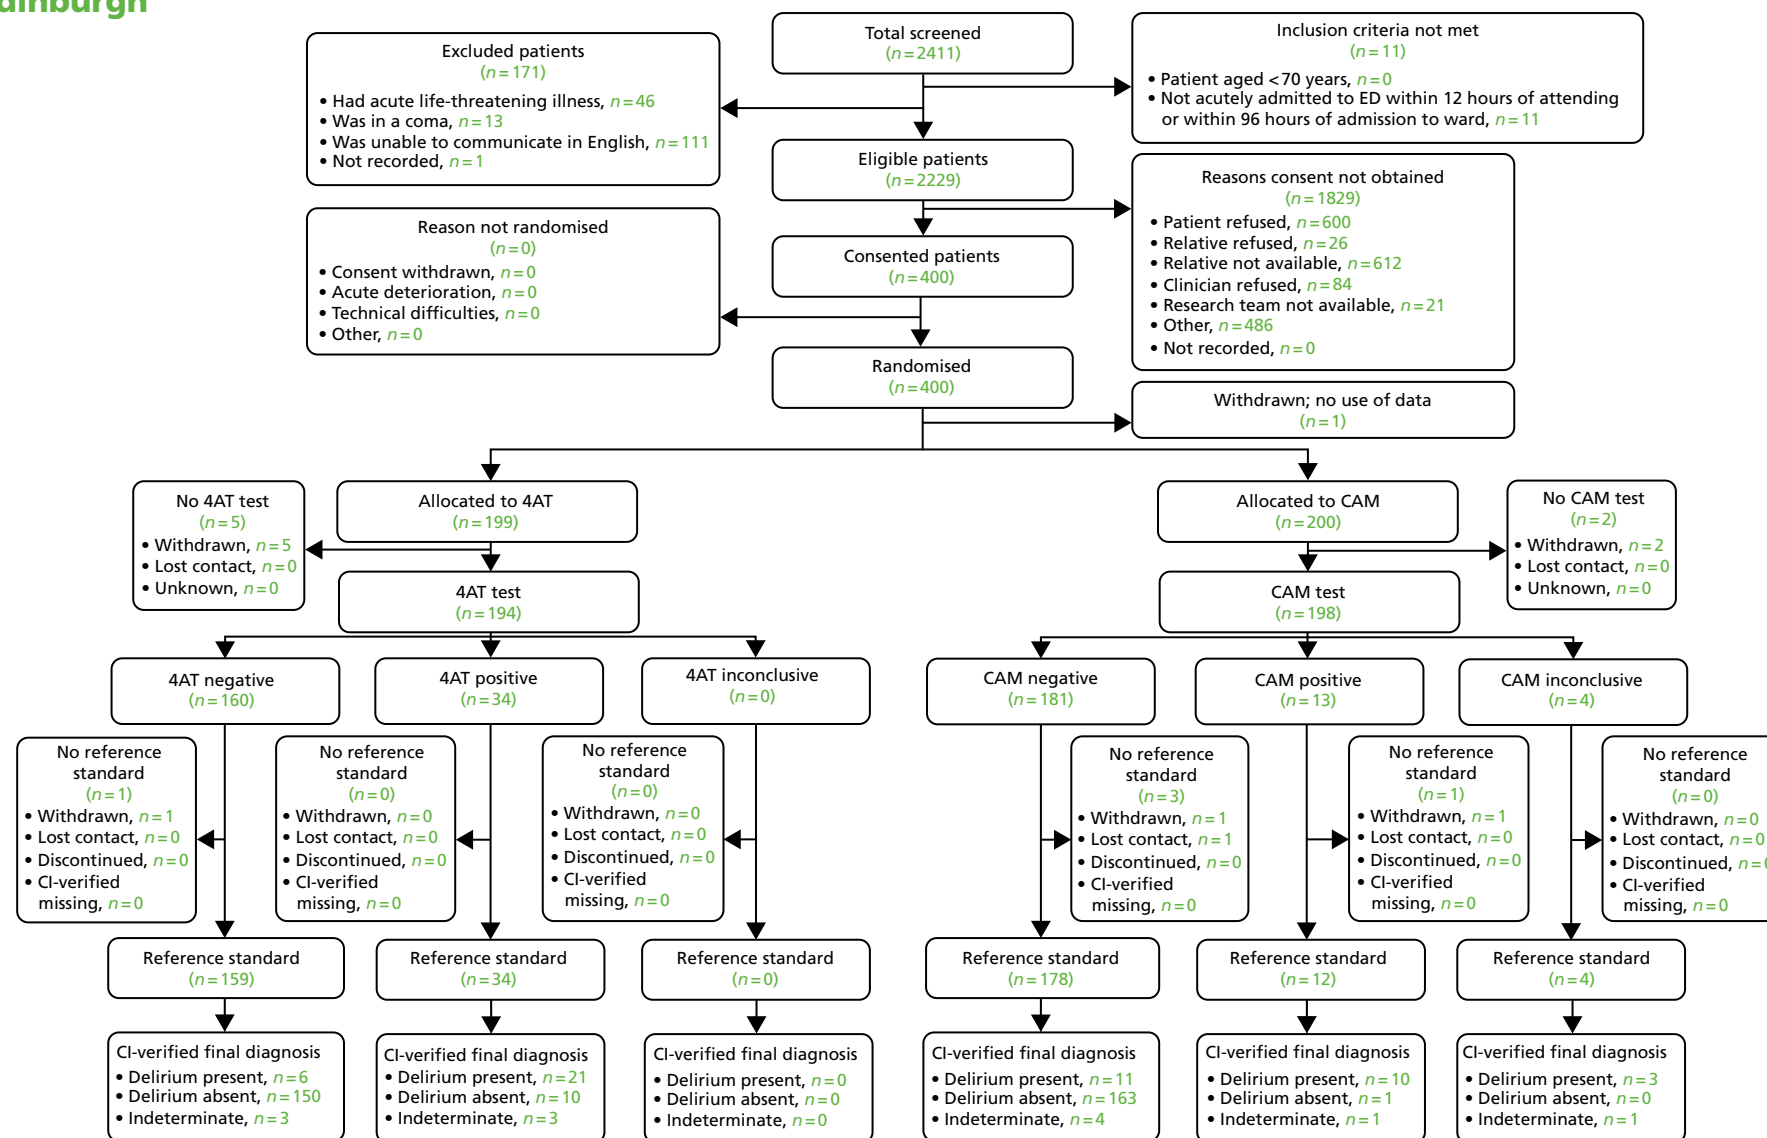 dinburgh
Total screened
(n=2411)
Excluded patients
(n=171)
• Had acute life-threatening illness, n=46
• Was in a coma, n=13
• Was unable to communicate in English, n=111
• Not recorded, n=1
Inclusion criteria not met
(n=11)
• Patient aged <70 years, n=0
• Not acutely admitted to ED within 12 hours of attending
or within 96 hours of admission to ward, n=11
Eligible patients
(n=2229)
Reasons consent not obtained
(n=1829)
• Patient refused, n=600
• Relative refused, n=26
• Relative not available, n=612
• Clinician refused, n=84
• Research team not available, n=21
• Other, n=486
• Not recorded, n=0
Reason not randomised
(n=0)
• Consent withdrawn, n=0
• Acute deterioration, n=0
• Technical difficulties, n=0
• Other, n=0
Consented patients
(n=400)
Randomised
(n=400)
Withdrawn; no use of data
(n=1)
No 4AT test
(n=5)
• Withdrawn, n=5
• Lost contact, n=0
• Unknown, n=0
Allocated to 4AT
(n=199)
Allocated to CAM
(n=200)
No CAM test
(n=2)
• Withdrawn, n=2
• Lost contact, n=0
• Unknown, n=0
4AT test
(n=194)
CAM test
(n=198)
4AT negative
(n=160)
4AT positive
(n=34)
4AT inconclusive
(n=0)
CAM negative
(n=181)
CAM positive
(n=13)
CAM inconclusive
(n=4)
No reference
standard
(n=1)
• Withdrawn, n=1
• Lost contact, n=0
• Discontinued, n=0
• CI-verified
missing, n=0
No reference
standard
(n=0)
• Withdrawn, n=0
• Lost contact, n=0
• Discontinued, n=0
• CI-verified
missing, n=0
No reference
standard
(n=0)
• Withdrawn, n=0
• Lost contact, n=0
• Discontinued, n=0
• CI-verified
missing, n=0
No reference
standard
(n=3)
• Withdrawn, n=1
• Lost contact, n=1
• Discontinued, n=0
• CI-verified
missing, n=0
No reference
standard
(n=1)
• Withdrawn, n=1
• Lost contact, n=0
• Discontinued, n=0
• CI-verified
missing, n=0
No reference
standard
(n=0)
• Withdrawn, n=0
• Lost contact, n=0
• Discontinued, n=0
• CI-verified
missing, n=0
Reference standard
(n=159)
Reference standard
(n=34)
Reference standard
(n=0)
Reference standard
(n=178)
Reference standard
(n=12)
Reference standard
(n=4)
CI-verified final diagnosis
• Delirium present, n=6
• Delirium absent, n=150
• Indeterminate, n=3
CI-verified final diagnosis
• Delirium present, n=21
• Delirium absent, n=10
• Indeterminate, n=3
CI-verified final diagnosis
• Delirium present, n=0
• Delirium absent, n=0
• Indeterminate, n=0
CI-verified final diagnosis
• Delirium present, n=11
• Delirium absent, n=163
• Indeterminate, n=4
CI-verified final diagnosis
• Delirium present, n=10
• Delirium absent, n=1
• Indeterminate, n=1
CI-verified final diagnosis
• Delirium present, n=3
• Delirium absent, n=0
• Indeterminate, n=1